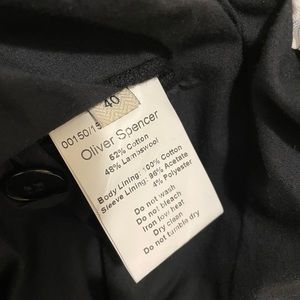 40
00150/15
Oliver Spencer
52% Cotton
48% Lambswool
Body Lining: 100% Cotton
Sleeve Lining: 96% Acetate
4% Polyester
Do not wash
Do not bleach
Iron low heat
Dry clean
Do not tumble dry